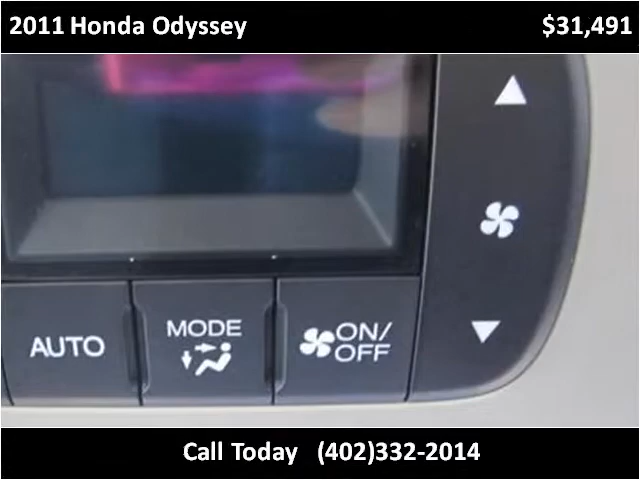 2011 Honda Odyssey $31,491
AUTO
MODE
ON/
OFF
Call Today (402)332-2014